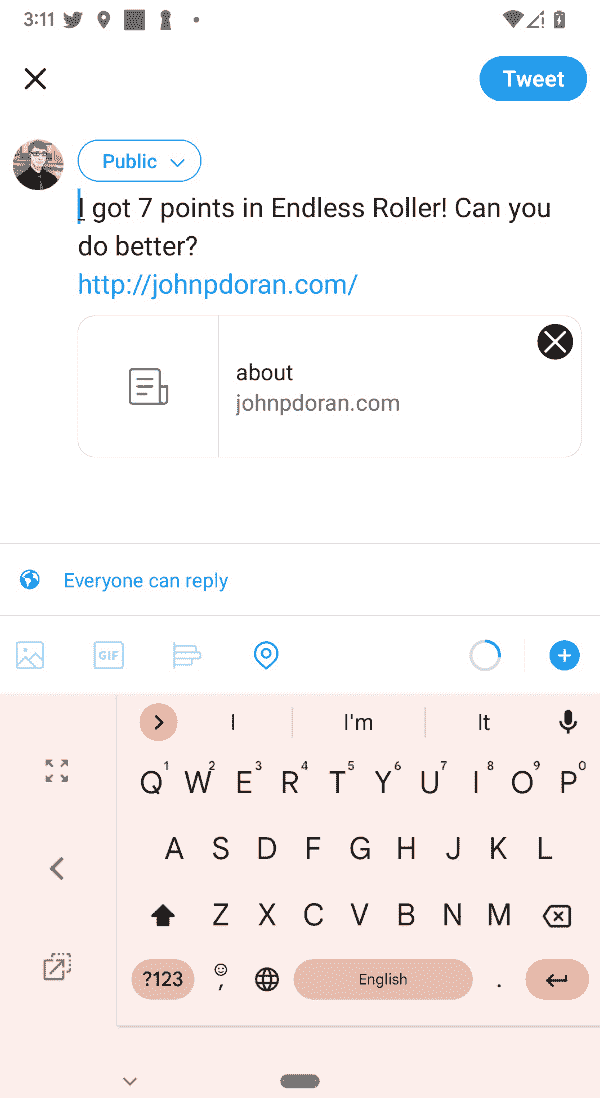 3:11
Tweet
Public
I got 7 points in Endless Roller! Can you
do better?
http://johnpdoran.com/
about
johnpdoran.com
Everyone can reply
GIF
I I'm It
Q1 W2 E3 R4 T5 Y6 U7 I8 O9 P0
A S D F G H J K L
Z X C V B N M
?123 , English .